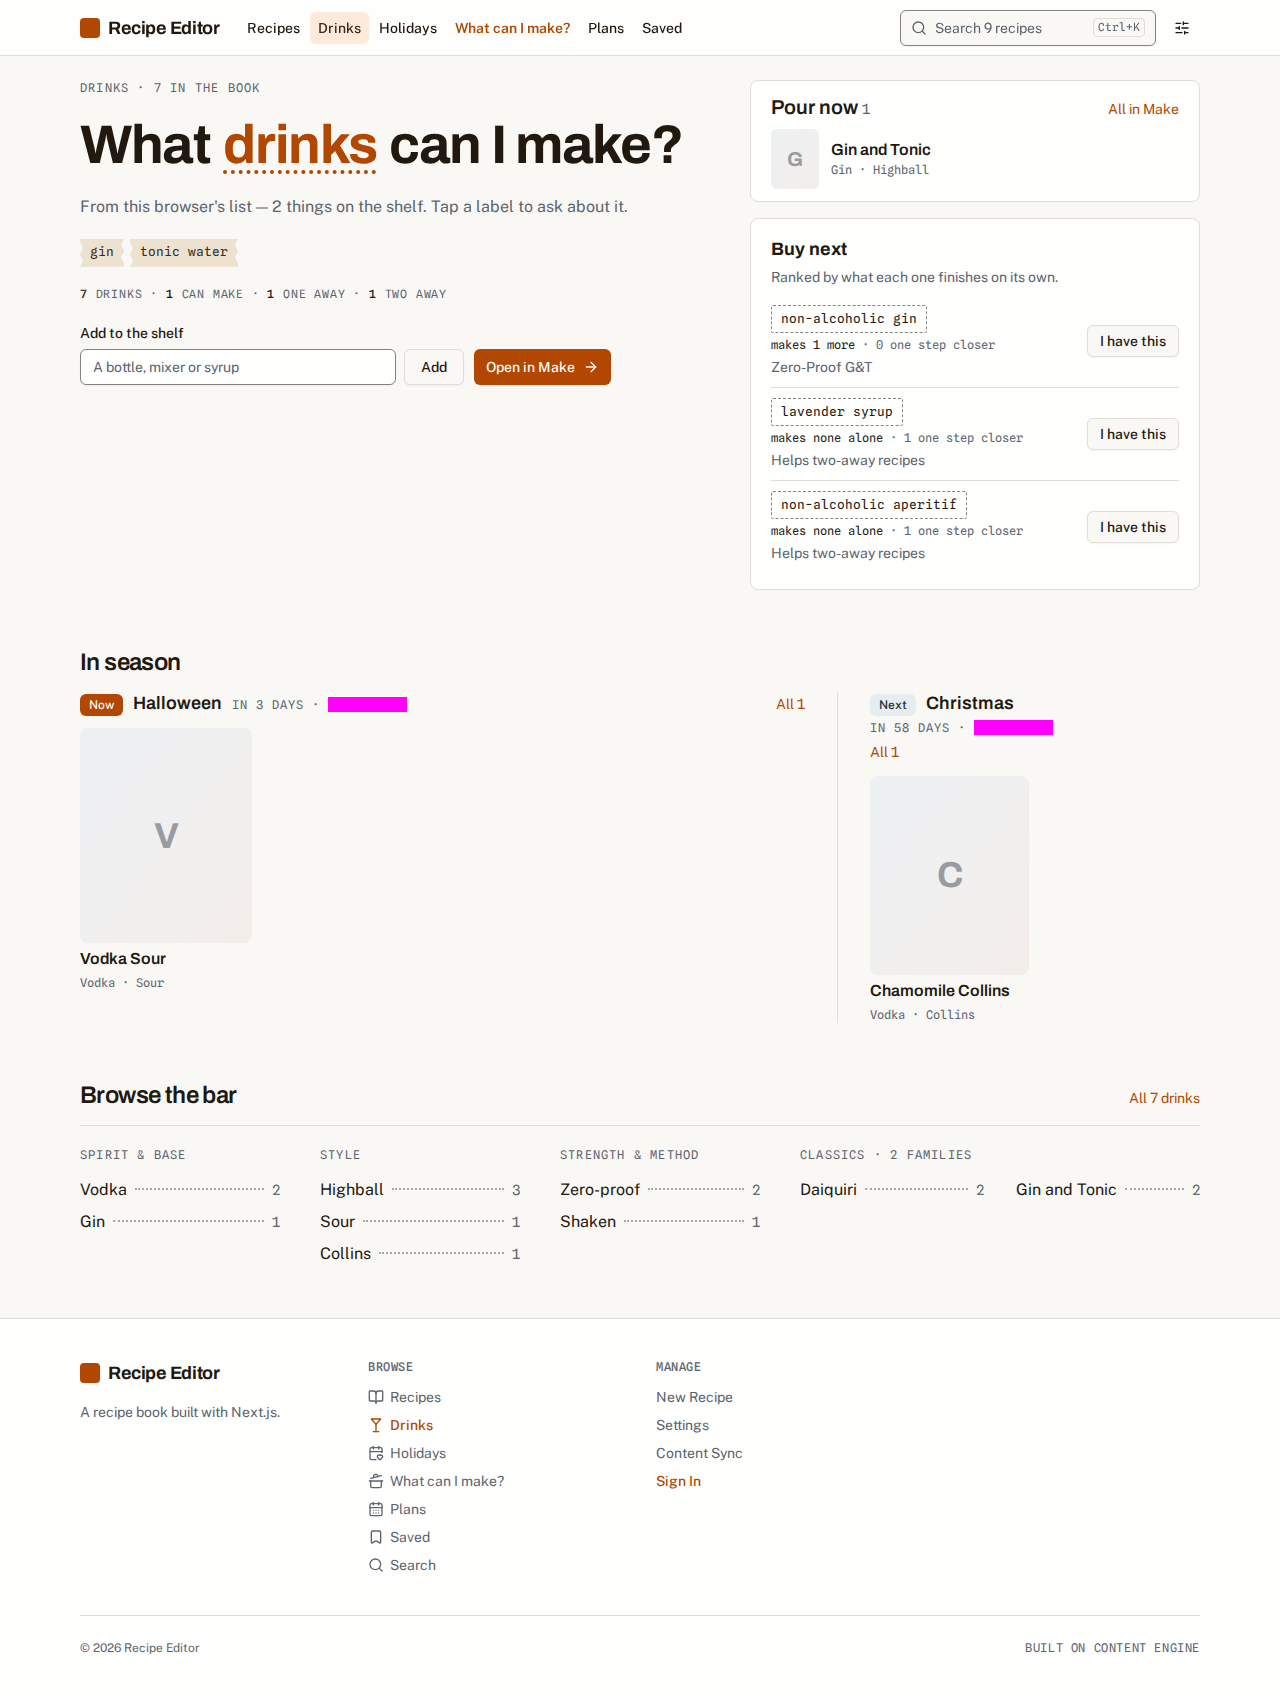 Recipe Editor
Recipes Drinks Holidays What can I make? Plans Saved
Search 9 recipes Ctrl+K
DRINKS · 7 IN THE BOOK
What drinks can I make?
From this browser's list — 2 things on the shelf. Tap a label to ask about it.
gin tonic water
7 DRINKS · 1 CAN MAKE · 1 ONE AWAY · 1 TWO AWAY
Add to the shelf
A bottle, mixer or syrup Add Open in Make
Pour now 1 All in Make
G
Gin and Tonic
Gin · Highball
Buy next
Ranked by what each one finishes on its own.
non-alcoholic gin
makes 1 more · 0 one step closer
Zero-Proof G&T
I have this
lavender syrup
makes none alone · 1 one step closer
Helps two-away recipes
I have this
non-alcoholic aperitif
makes none alone · 1 one step closer
Helps two-away recipes
I have this
In season
Now Halloween IN 3 DAYS · All 1
V
Vodka Sour
Vodka · Sour
Next Christmas
IN 58 DAYS ·
All 1
C
Chamomile Collins
Vodka · Collins
Browse the bar All 7 drinks
SPIRIT & BASE
Vodka 2
Gin 1
STYLE
Highball 3
Sour 1
Collins 1
STRENGTH & METHOD
Zero-proof 2
Shaken 1
CLASSICS · 2 FAMILIES
Daiquiri 2 Gin and Tonic 2
Recipe Editor
A recipe book built with Next.js.
BROWSE
Recipes
Drinks
Holidays
What can I make?
Plans
Saved
Search
MANAGE
New Recipe
Settings
Content Sync
Sign In
© 2026 Recipe Editor
BUILT ON CONTENT ENGINE